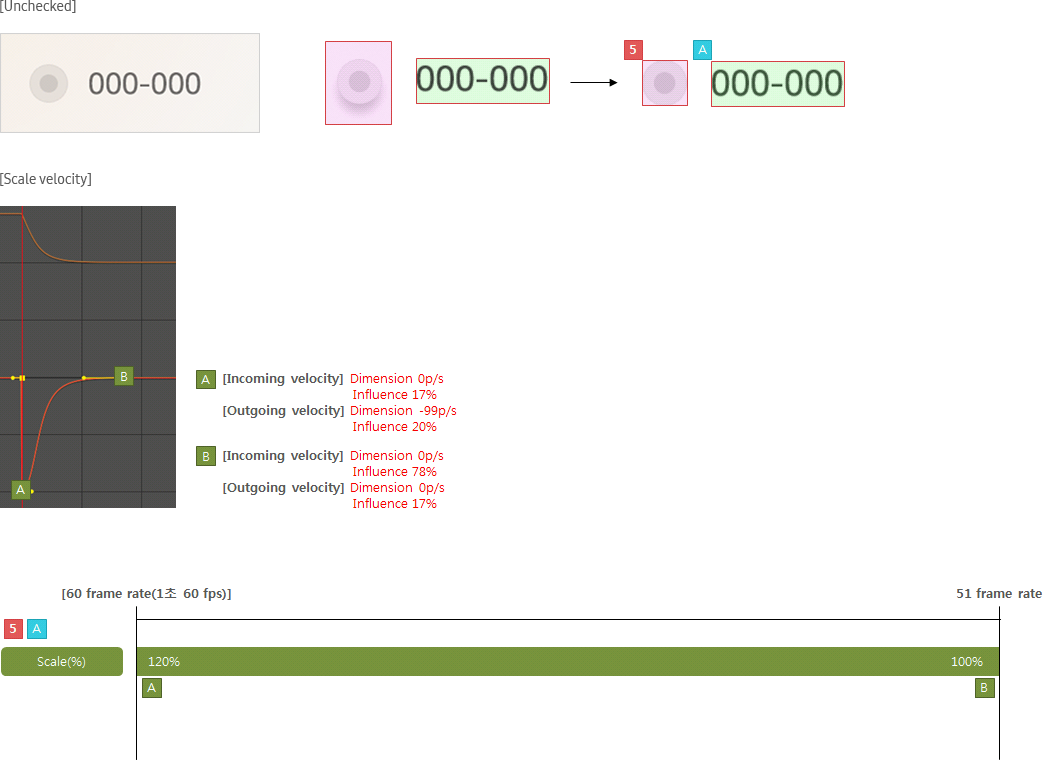 [Unchecked]
000-000
000-000
5
A
000-000
[Scale velocity]
B
A
A [Incoming velocity] Dimension 0p/s
Influence 17%
[Outgoing velocity] Dimension -99p/s
Influence 20%
B [Incoming velocity] Dimension 0p/s
Influence 78%
[Outgoing velocity] Dimension 0p/s
Influence 17%
[60 frame rate(1초 60 fps)]
51 frame rate
5 A
Scale(%)
120%
100%
A
B